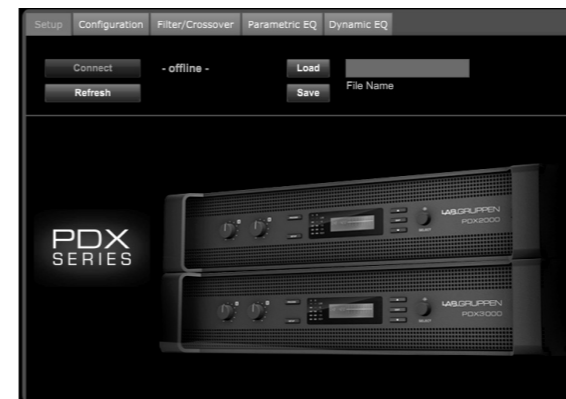 Setup Configuration Filter/Crossover Parametric EQ Dynamic EQ
Connect - offline - Load
Refresh Save File Name
PDX
SERIES
LAB.GRUPPEN
PDX2000
LAB.GRUPPEN
PDX3000